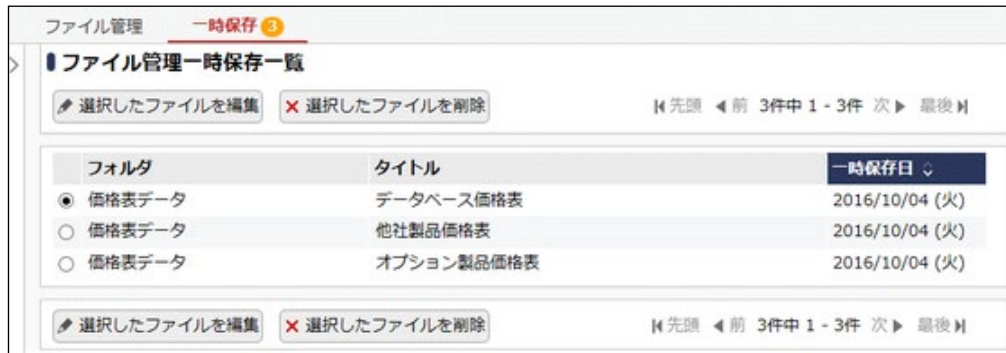 ファイル管理 一時保存 3
ファイル管理一時保存一覧
選択したファイルを編集 選択したファイルを削除 先頭 前 3件中 1 - 3件 次 最後
フォルダ タイトル 一時保存日
価格表データ データベース価格表 2016/10/04 (火)
価格表データ 他社製品価格表 2016/10/04 (火)
価格表データ オプション製品価格表 2016/10/04 (火)
選択したファイルを編集 選択したファイルを削除 先頭 前 3件中 1 - 3件 次 最後